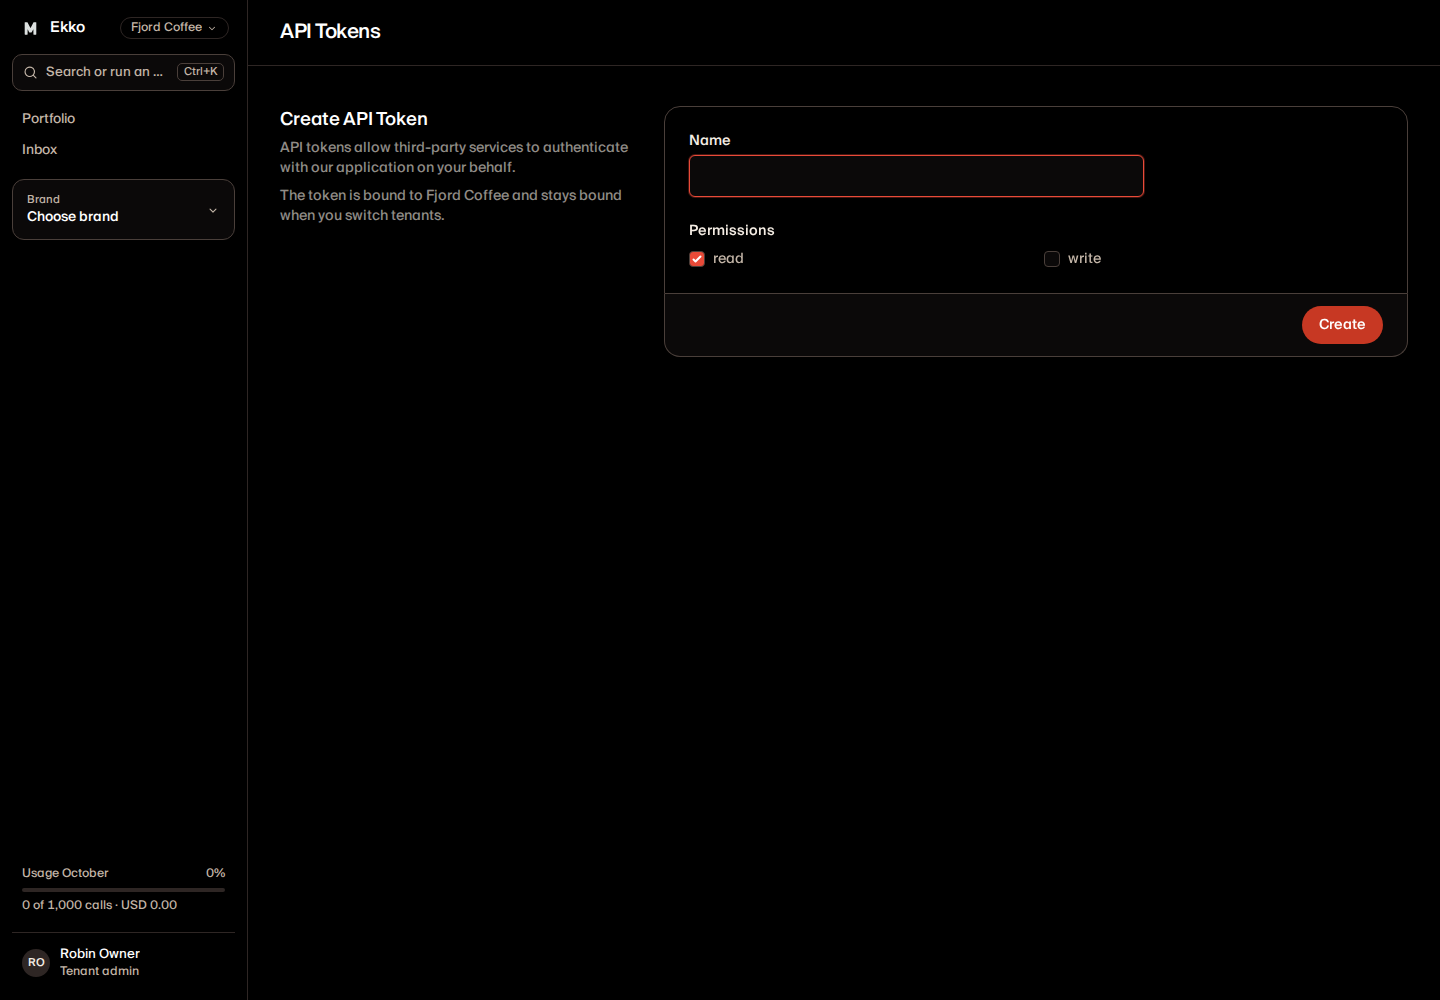 Ekko
Fjord Coffee
Search or run an ...
Ctrl+K
Portfolio
Inbox
Brand
Choose brand
Usage October
0%
0 of 1,000 calls · USD 0.00
RO
Robin Owner
Tenant admin
API Tokens
Create API Token
API tokens allow third-party services to authenticate
with our application on your behalf.
The token is bound to Fjord Coffee and stays bound
when you switch tenants.
Name
Permissions
read
write
Create